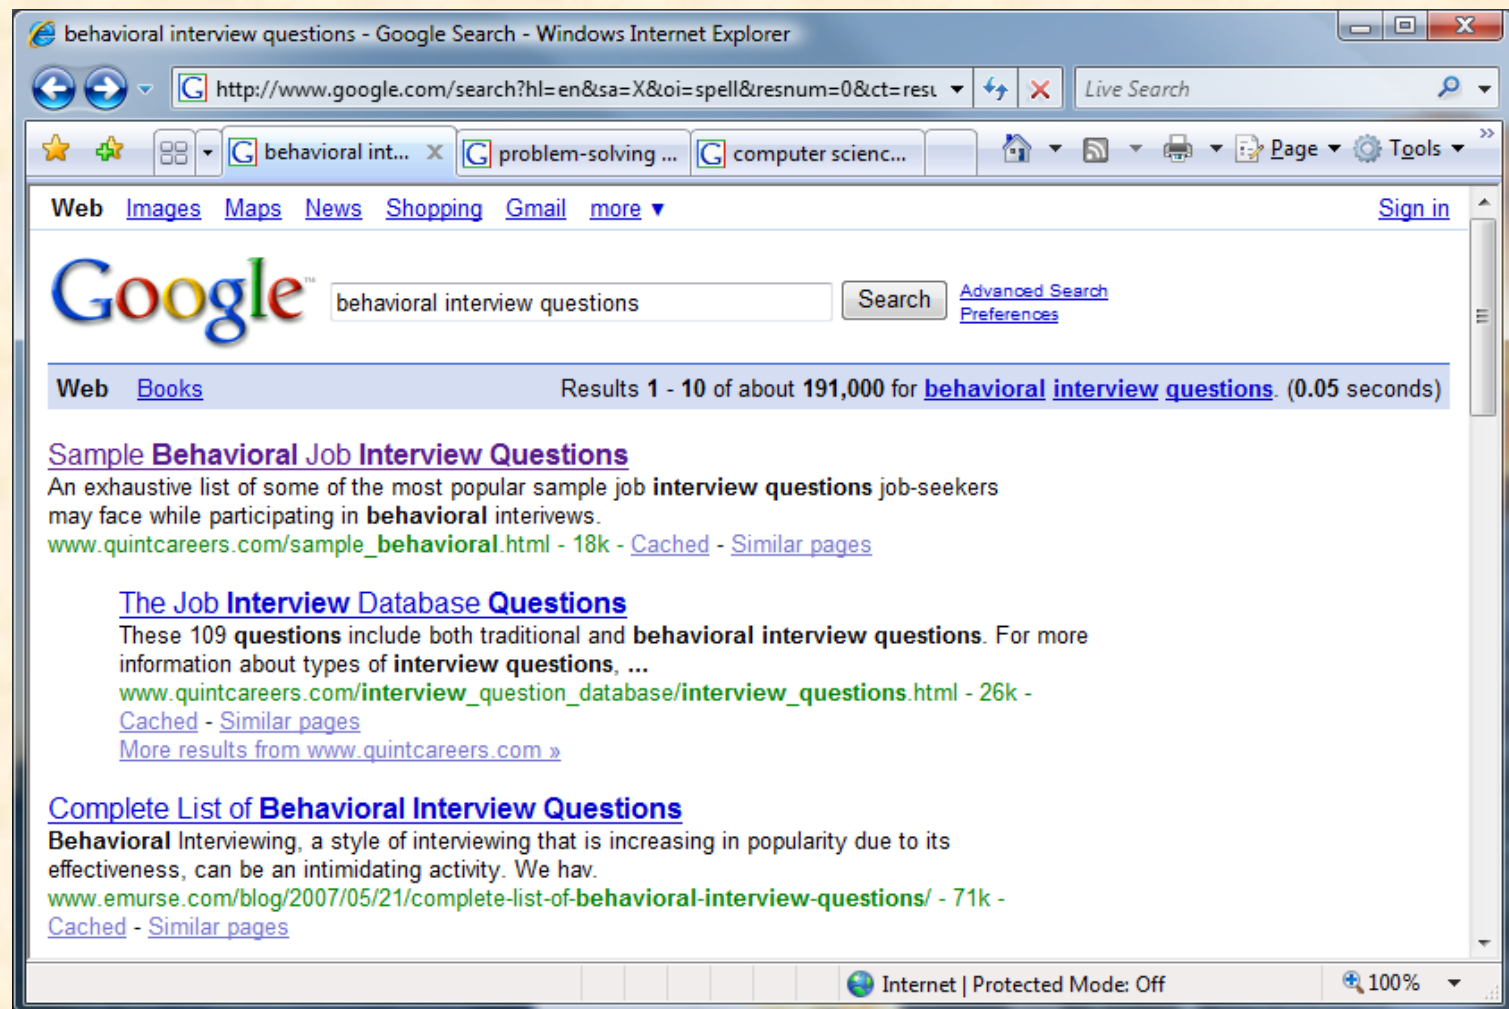 behavioral interview questions - Google Search - Windows Internet Explorer
http://www.google.com/search?hl=en&sa=X&oi=spell&resnum=0&ct=resu
Live Search
behavioral int...
problem-solving ...
computer scienc...
Page
Tools
Web Images Maps News Shopping Gmail more ▼
Sign in
Google™
behavioral interview questions
Search
Advanced Search
Preferences
Web Books
Results 1 - 10 of about 191,000 for behavioral interview questions. (0.05 seconds)
Sample Behavioral Job Interview Questions
An exhaustive list of some of the most popular sample job interview questions job-seekers
may face while participating in behavioral interivews.
www.quintcareers.com/sample_behavioral.html - 18k - Cached - Similar pages
The Job Interview Database Questions
These 109 questions include both traditional and behavioral interview questions. For more
information about types of interview questions, ...
www.quintcareers.com/interview_question_database/interview_questions.html - 26k -
Cached - Similar pages
More results from www.quintcareers.com »
Complete List of Behavioral Interview Questions
Behavioral Interviewing, a style of interviewing that is increasing in popularity due to its
effectiveness, can be an intimidating activity. We hav.
www.emurse.com/blog/2007/05/21/complete-list-of-behavioral-interview-questions/ - 71k -
Cached - Similar pages
Internet | Protected Mode: Off
100%